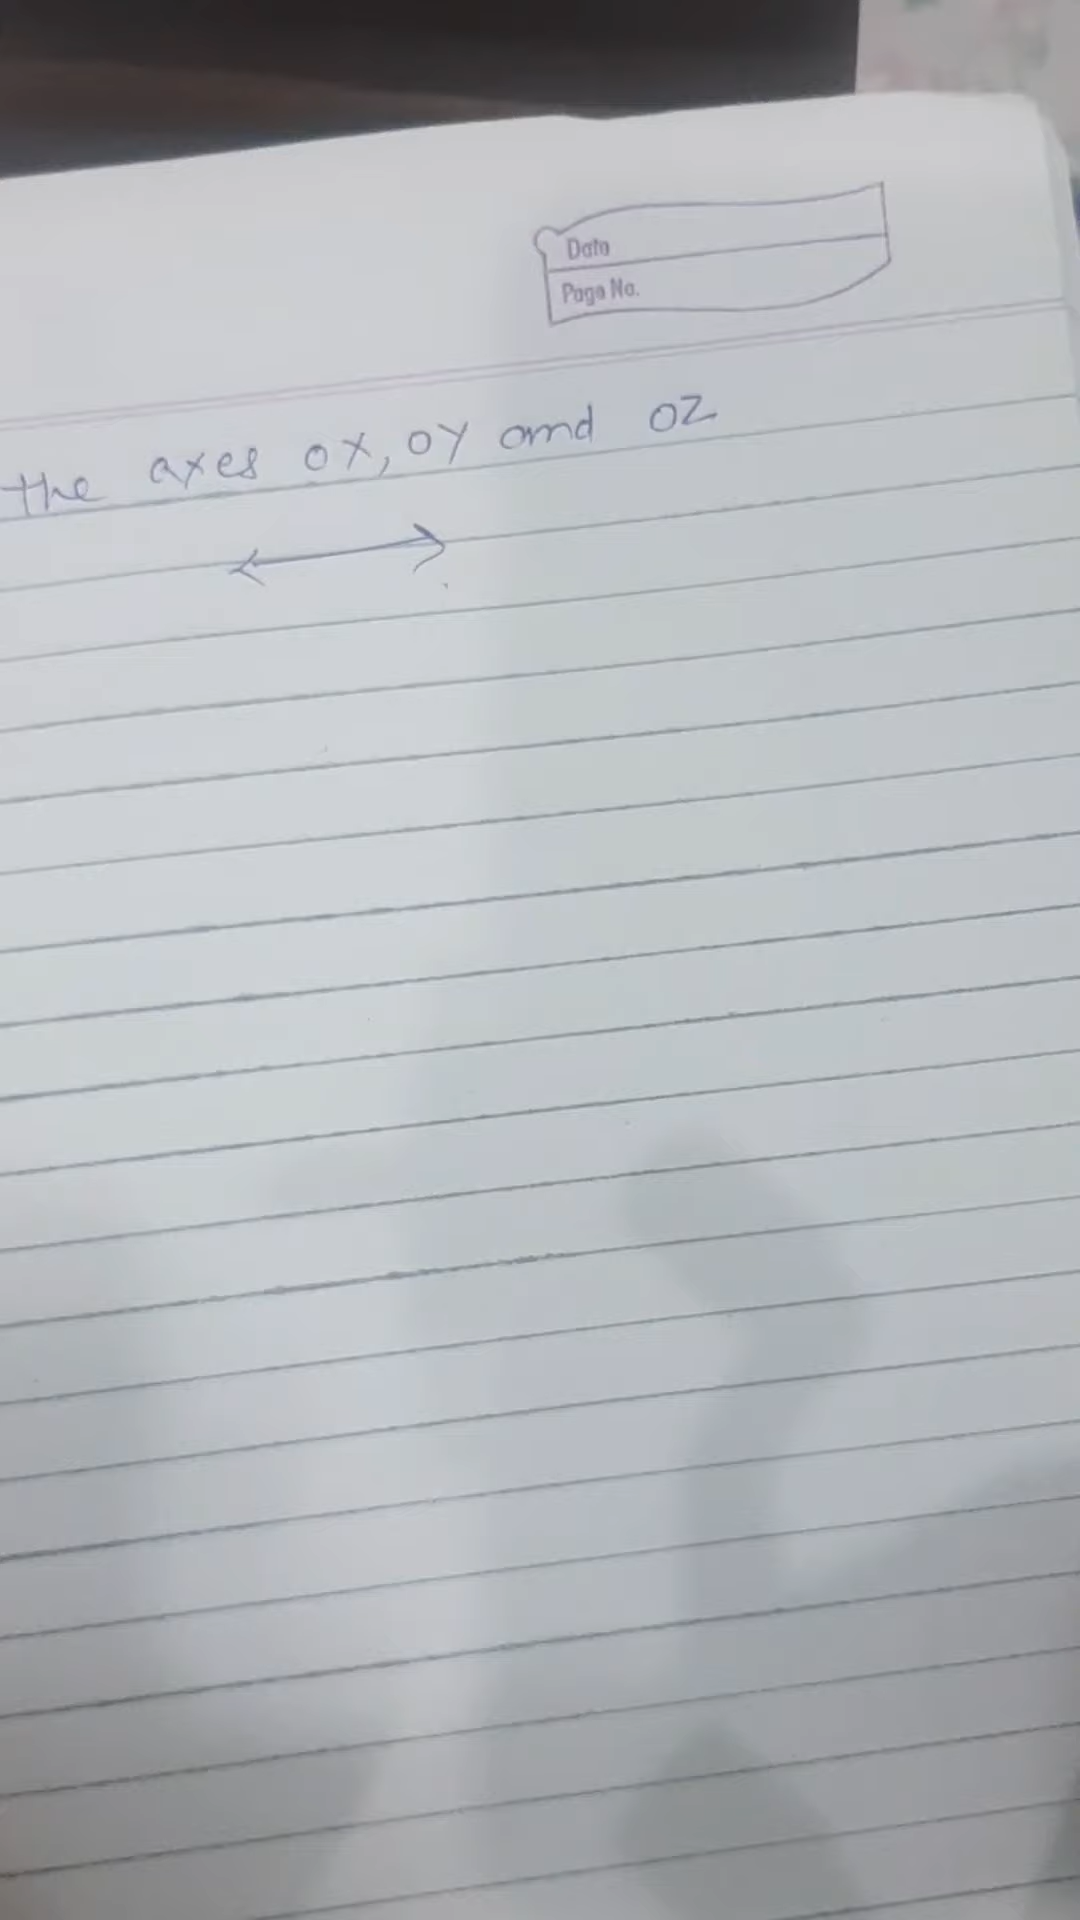 Date
Page No.
the axes OX, OY and OZ